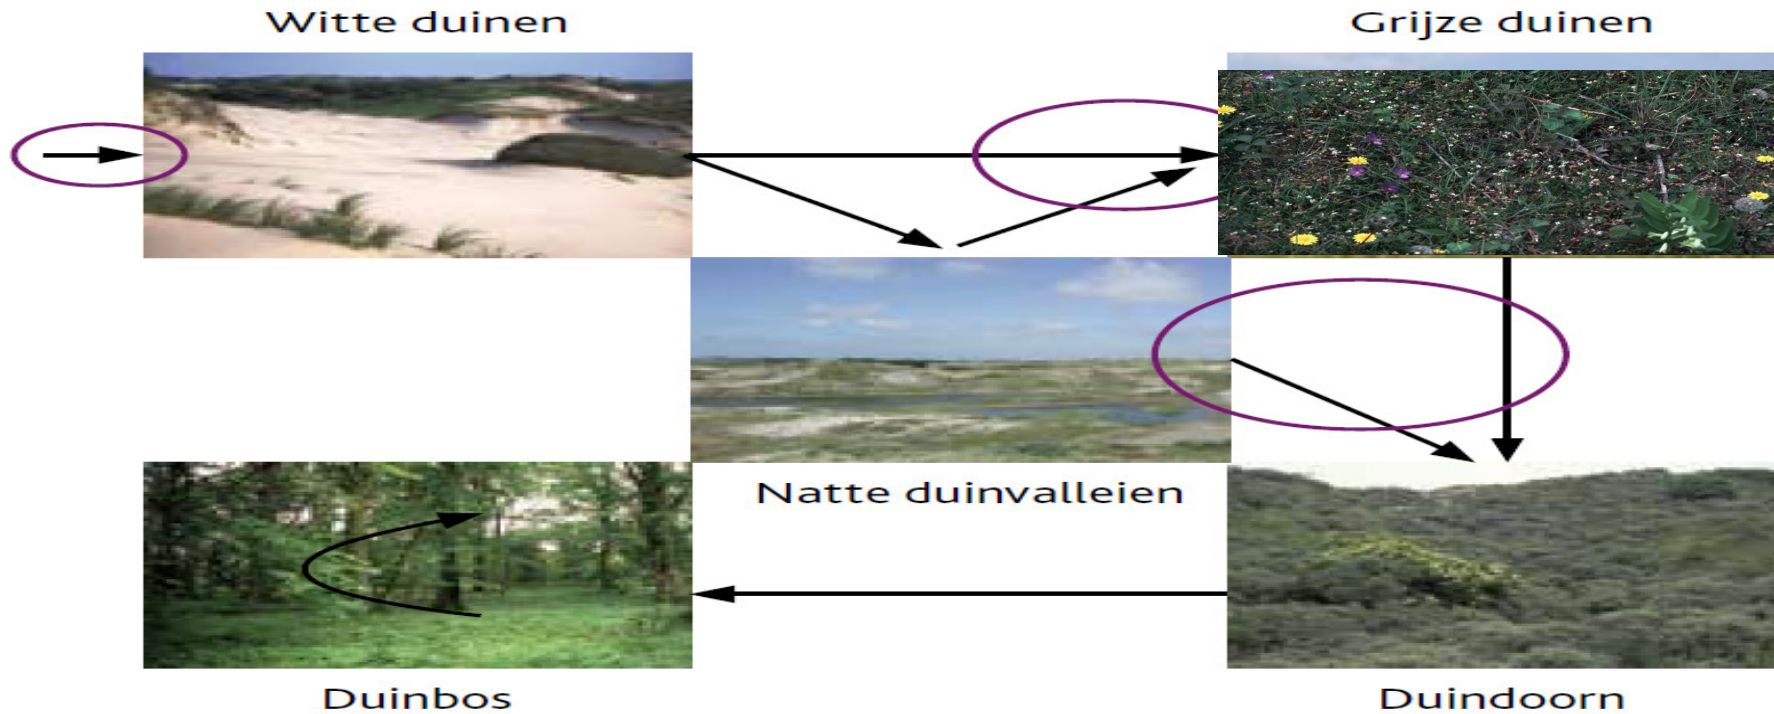 Witte duinen
Grijze duinen
Natte duinvalleien
Duinbos
Duindoorn